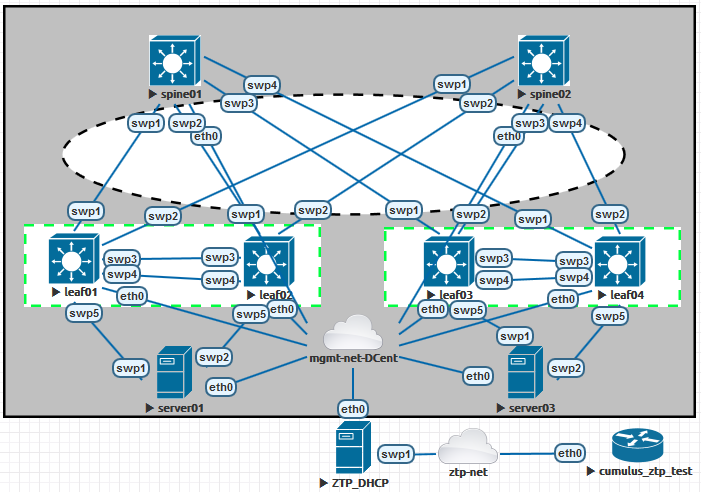 spine01
spine02
swp4
swp3
swp1
swp2
swp1
swp2
eth0
swp3
swp4
eth0
swp1
swp2
swp1
swp2
swp1
swp2
swp1
swp2
leaf01
swp3
swp4
eth0
swp3
swp4
leaf02
leaf03
swp3
swp4
swp3
swp4
leaf04
eth0
swp5
swp5
eth0
eth0
swp5
swp5
swp1
swp2
eth0
mgmt-net-DCent
swp1
swp2
eth0
server01
server03
eth0
ZTP_DHCP
swp1
ztp-net
eth0
cumulus_ztp_test